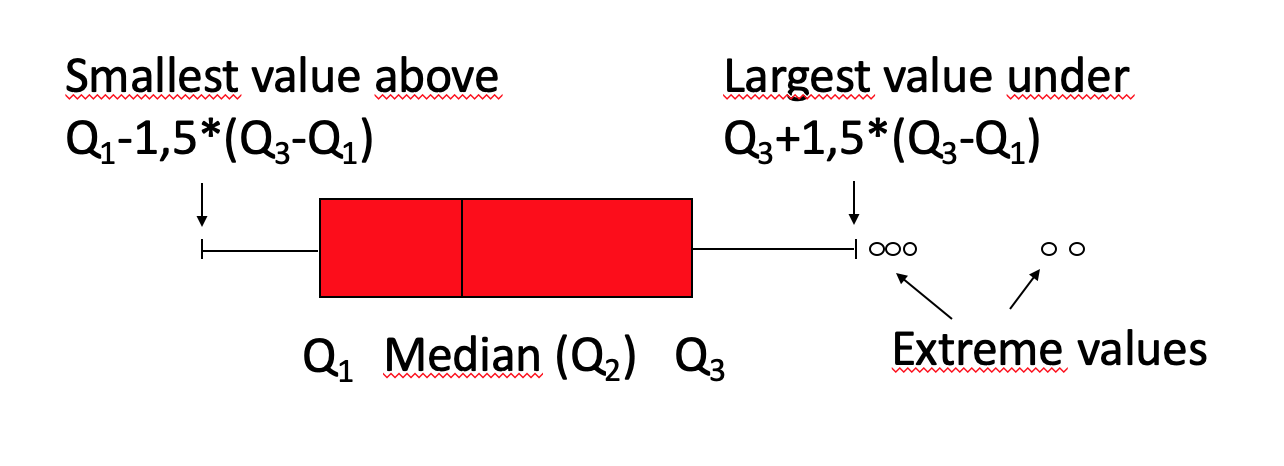 Smallest value above
Q₁-1,5*(Q₃-Q₁)
Largest value under
Q₃+1,5*(Q₃-Q₁)
Q₁ Median (Q₂) Q₃
Extreme values